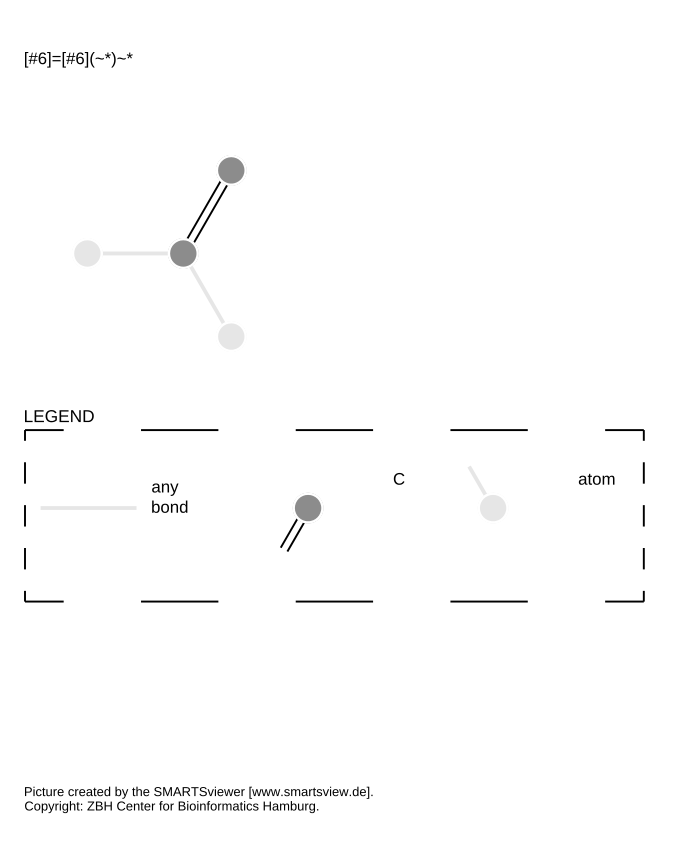 [#6]=[#6](~*)~*
LEGEND
any
bond
C
atom
Picture created by the SMARTSviewer [www.smartsview.de].
Copyright: ZBH Center for Bioinformatics Hamburg.